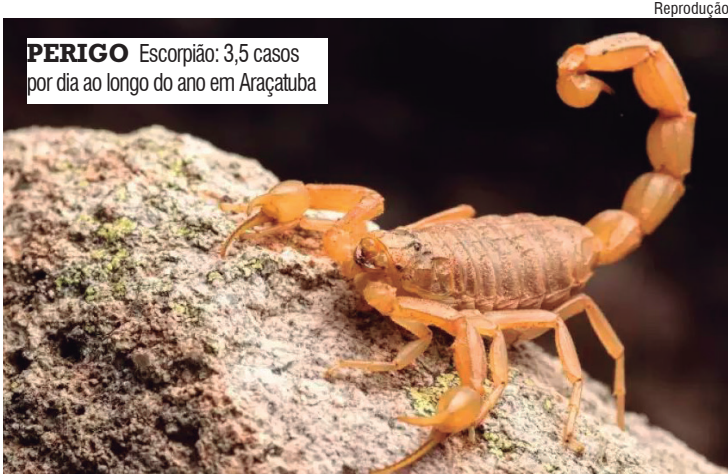 Reprodução
PERIGO Escorpião: 3,5 casos
por dia ao longo do ano em Araçatuba